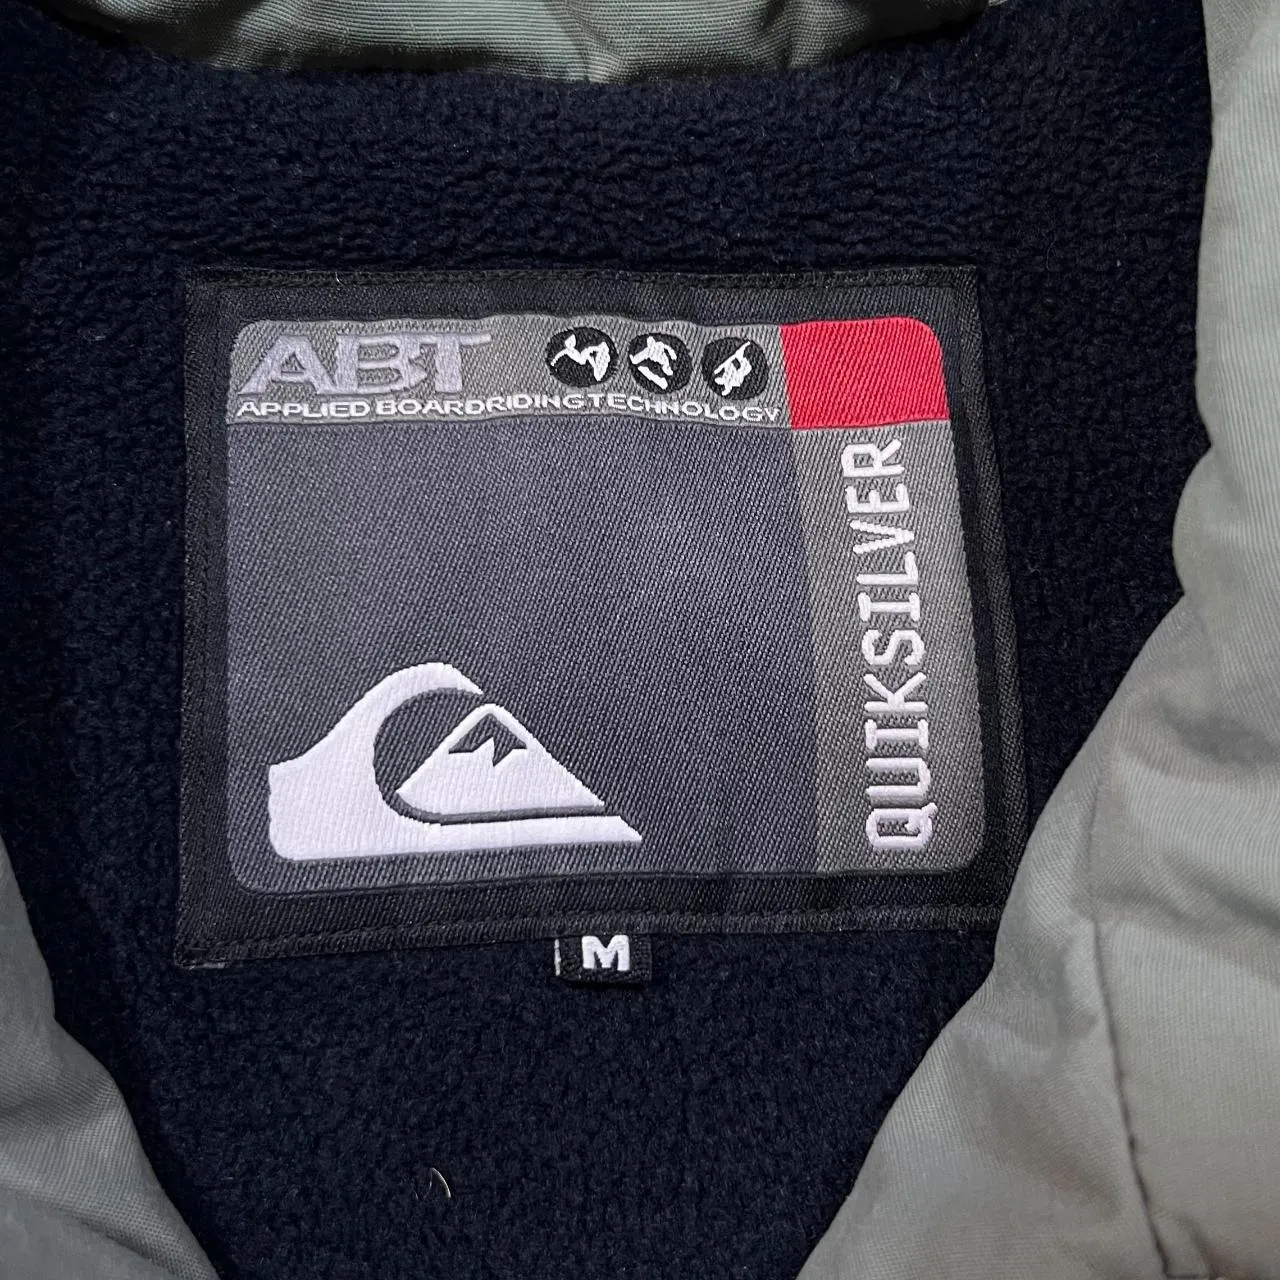 ABT
APPLIED BOARDRIDING TECHNOLOGY
QUIKSILVER
M